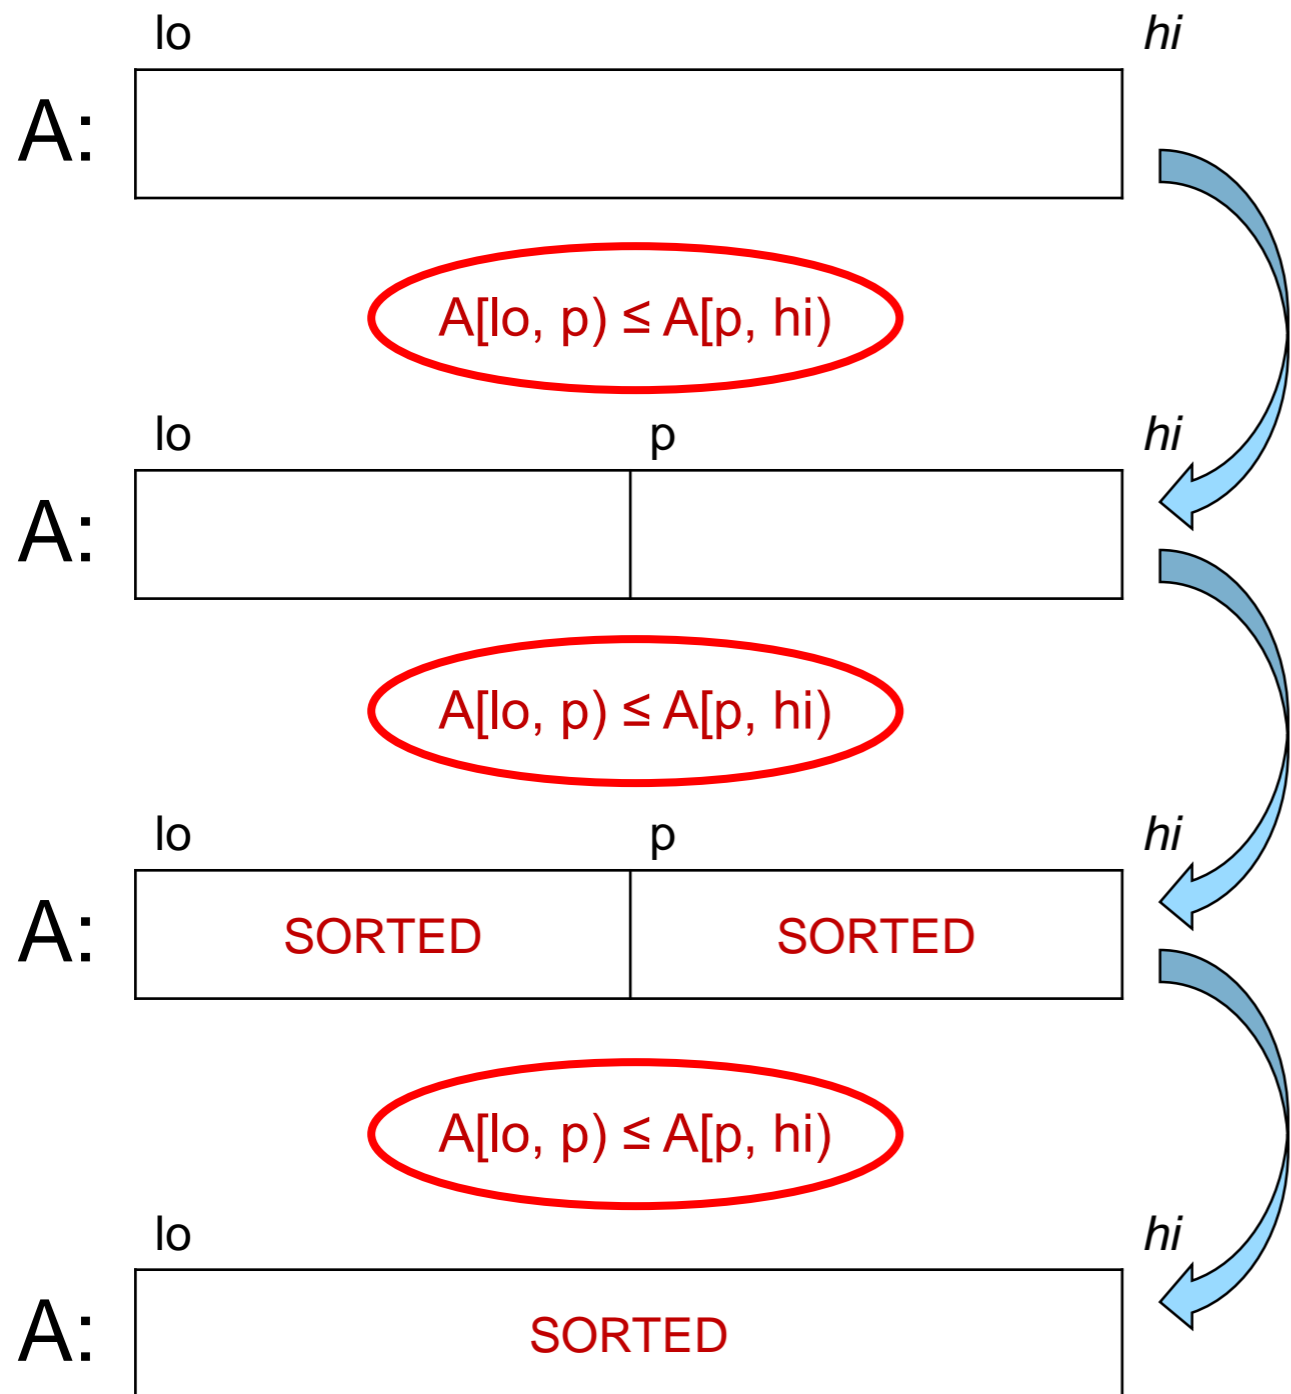 lo hi
A:
A[lo, p) ≤ A[p, hi)
lo p hi
A:
A[lo, p) ≤ A[p, hi)
lo p hi
A: SORTED SORTED
A[lo, p) ≤ A[p, hi)
lo hi
A: SORTED